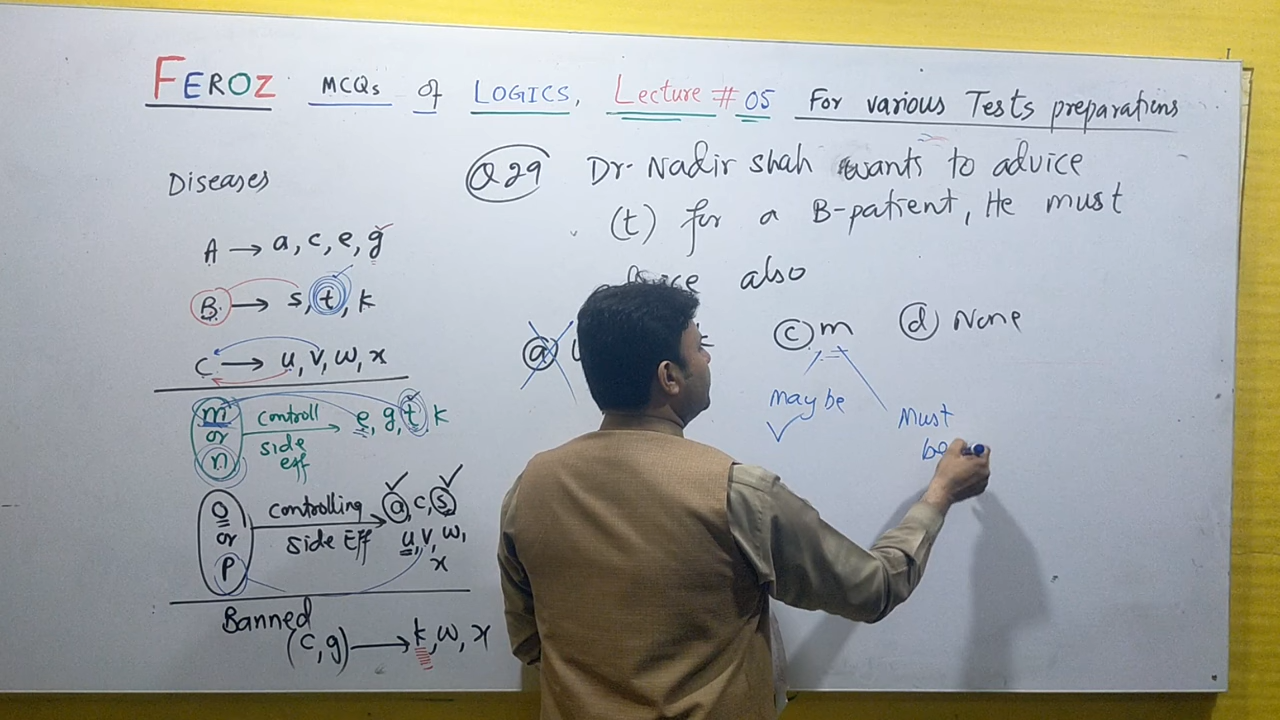 FEROZ MCQs of LOGICS, Lecture # 05 For various Tests preparations
Diseases
A → a, c, e, g
B → s, t, k
C → u, v, w, x
m or n controll side eff → e, g, t, k
O or P controlling side Eff → a, c, s, u, v, w, x
Banned
(c, g) → k, w, x
Q 29 Dr. Nadir shah wants to advice
(t) for a B-patient, He must
also
(a) (c) m (d) None
may be
Must
be